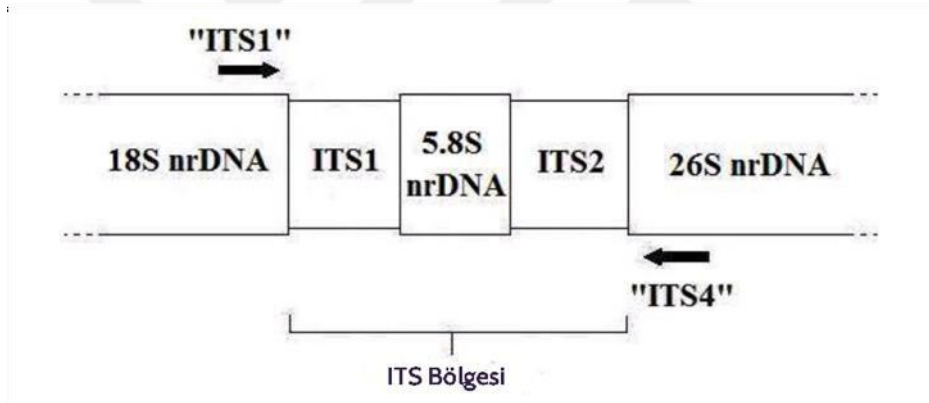 "ITS1"
18S nrDNA
ITS1
5.8S
nrDNA
ITS2
26S nrDNA
"ITS4"
ITS Bölgesi